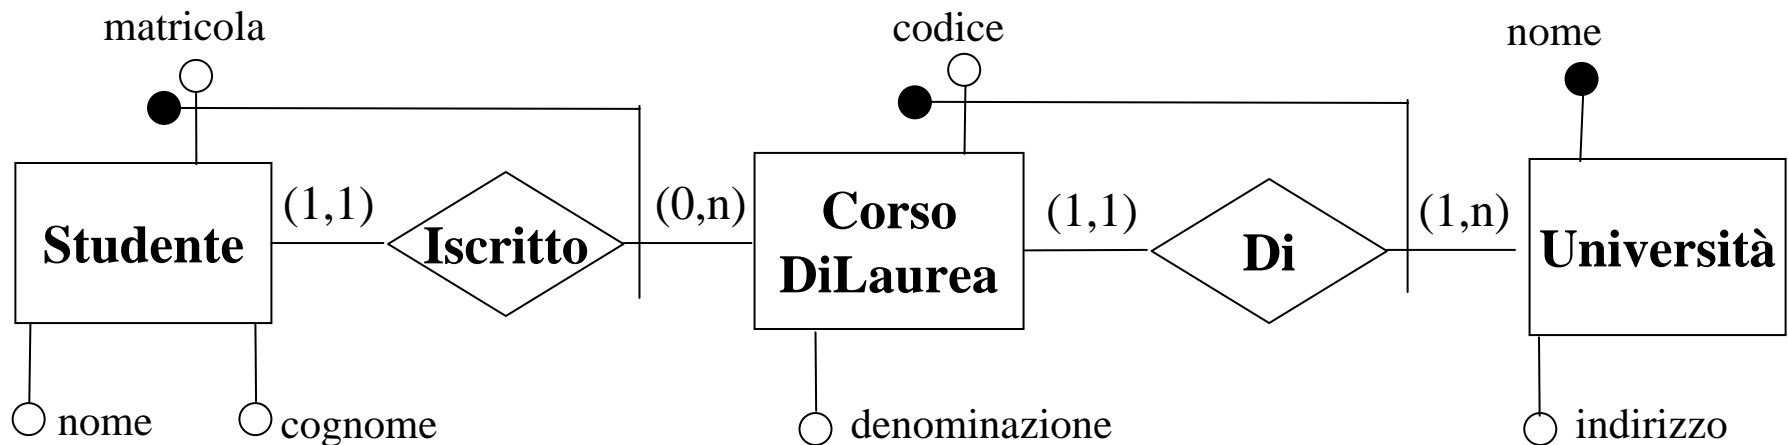 matricola
codice
nome
(1,1)
(0,n)
(1,1)
(1,n)
Studente
Iscritto
Corso
DiLaurea
Di
Università
nome
cognome
denominazione
indirizzo